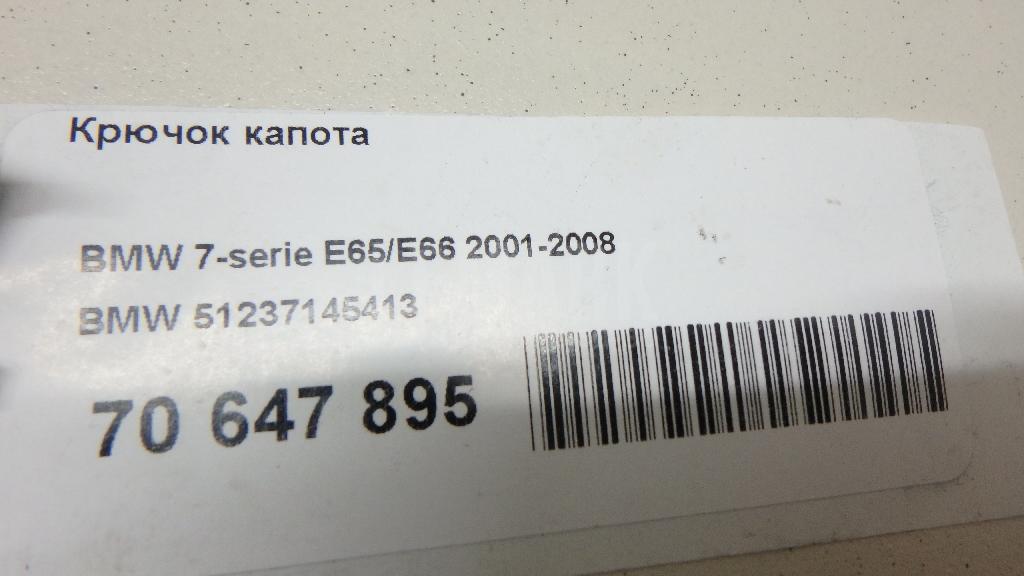 Крючок капота
BMW 7-serie E65/E66 2001-2008
BMW 51237145413
70 647 895